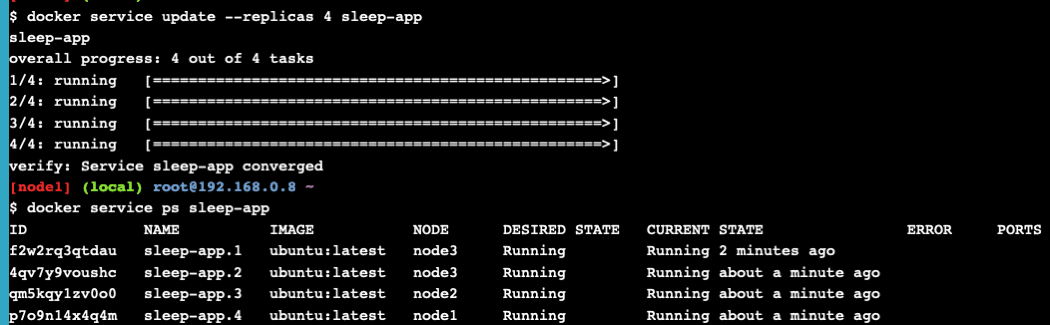 $ docker service update --replicas 4 sleep-app
sleep-app
overall progress: 4 out of 4 tasks
1/4: running   [==================================================>]
2/4: running   [==================================================>]
3/4: running   [==================================================>]
4/4: running   [==================================================>]
verify: Service sleep-app converged
[node1] (local) root@192.168.0.8 ~
$ docker service ps sleep-app
ID             NAME          IMAGE           NODE      DESIRED STATE   CURRENT STATE                ERROR     PORTS
f2w2rq3qtdau   sleep-app.1   ubuntu:latest   node3     Running         Running 2 minutes ago
4qv7y9voushc   sleep-app.2   ubuntu:latest   node3     Running         Running about a minute ago
qm5kqy1zv0o0   sleep-app.3   ubuntu:latest   node2     Running         Running about a minute ago
p7o9n14x4q4m   sleep-app.4   ubuntu:latest   node1     Running         Running about a minute ago